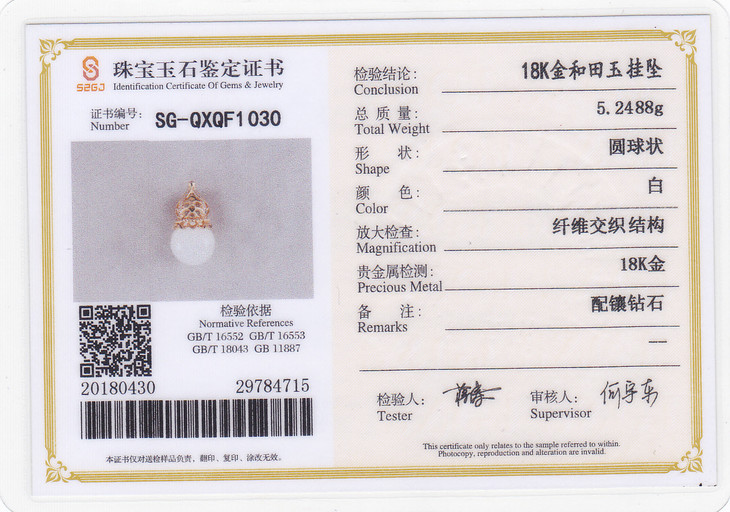 SZGJ
珠宝玉石鉴定证书
Identification Certificate Of Gems & Jewelry
证书编号: SG-QXQF1030
Number
检验依据
Normative References
GB/T 16552 GB/T 16553
GB/T 18043 GB 11887
20180430 29784715
本证书仅对送检样品负责，翻印、复印、涂改无效。
检验结论: 18K金和田玉挂坠
Conclusion
总质量: 5.2488g
Total Weight
形状: 圆球状
Shape
颜色: 白
Color
放大检查: 纤维交织结构
Magnification
贵金属检测: 18K金
Precious Metal
备注: 配镶钻石
Remarks
——
检验人: 审核人:
Tester Supervisor
This certificate only relates to the sample referred to within.
Photocopy, reproduction and alteration are invalid.